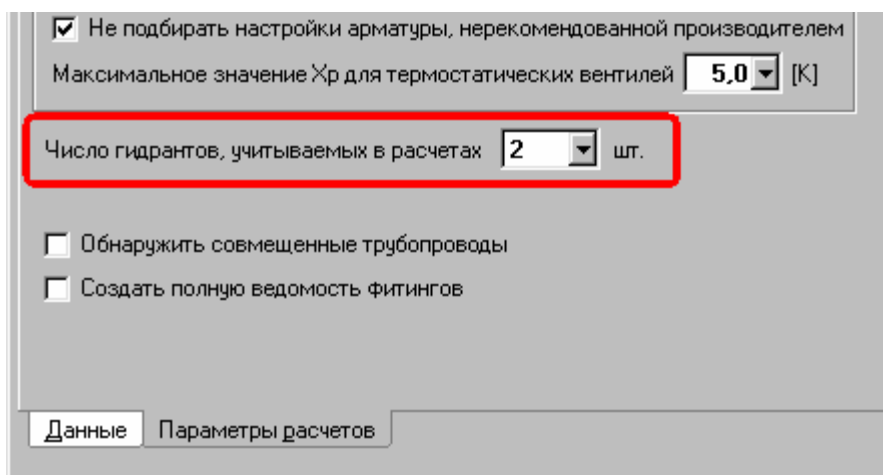 Не подбирать настройки арматуры, нерекомендованной производителем
Максимальное значение Xp для термостатических вентилей 5,0 [K]
Число гидрантов, учитываемых в расчетах 2 шт.
Обнаружить совмещенные трубопроводы
Создать полную ведомость фитингов
Данные Параметры расчетов